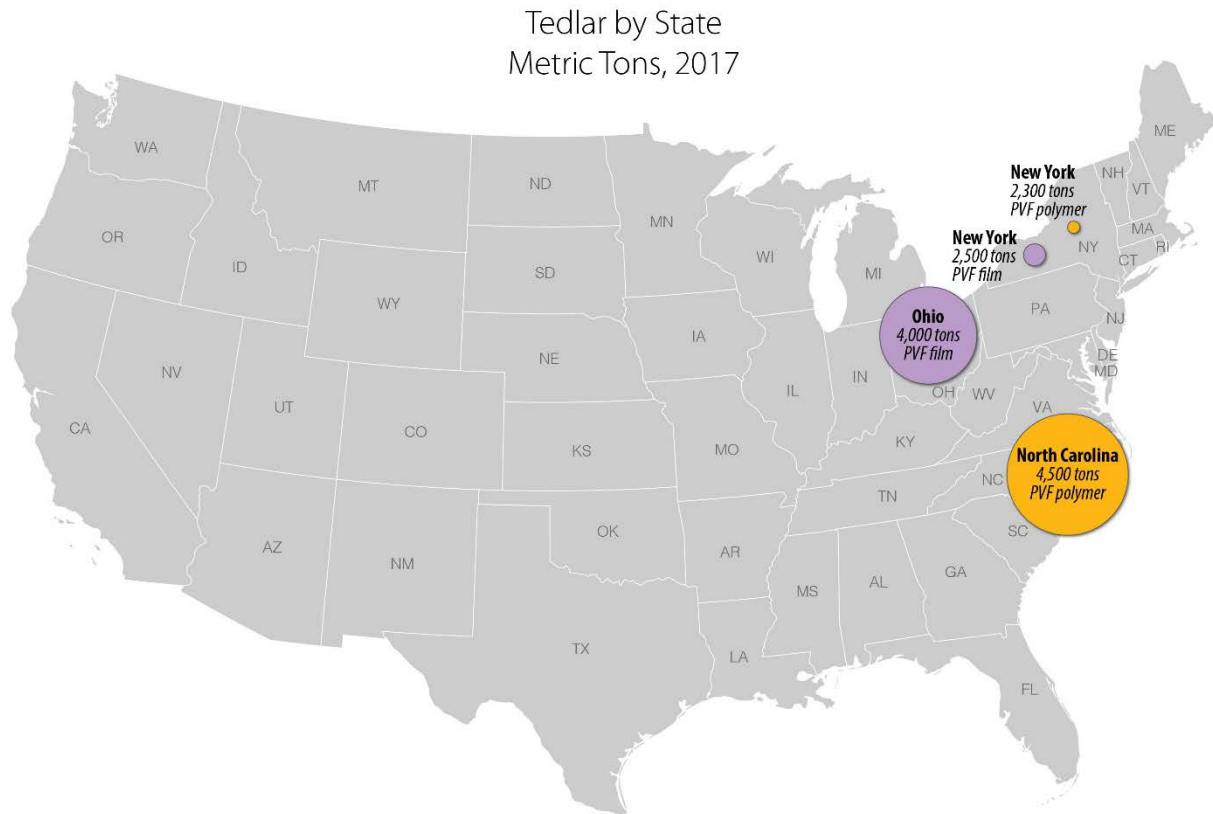 Tedlar by State
Metric Tons, 2017
WA
MT
ND
MN
ME
NH
VT
New York
2,300 tons
PVF polymer
OR
ID
SD
WI
MI
New York
2,500 tons
PVF film
NY
MA
CT
RI
WY
IA
NE
PA
NJ
Ohio
4,000 tons
PVF film
NV
UT
CO
IL
IN
OH
WV
DE
MD
VA
CA
KS
MO
KY
North Carolina
4,500 tons
PVF polymer
NC
TN
AZ
NM
OK
AR
SC
MS
AL
GA
TX
LA
FL